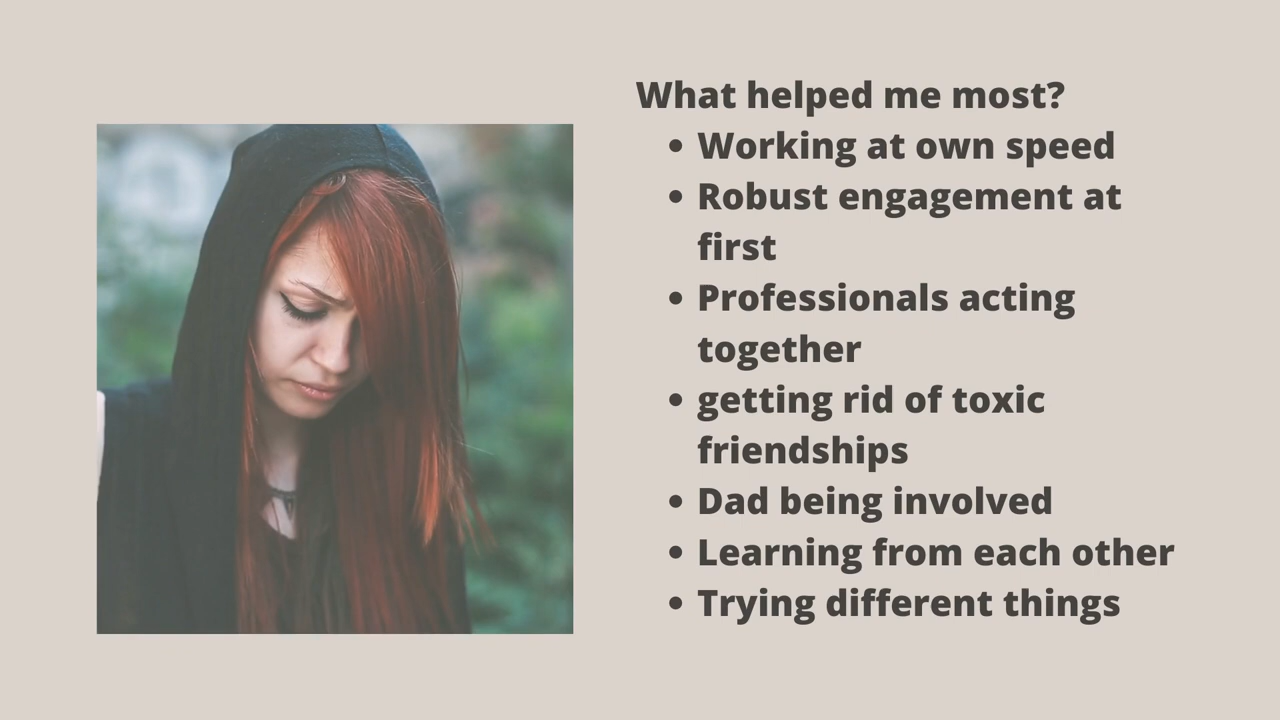 What helped me most?
• Working at own speed
• Robust engagement at
first
• Professionals acting
together
• getting rid of toxic
friendships
• Dad being involved
• Learning from each other
• Trying different things